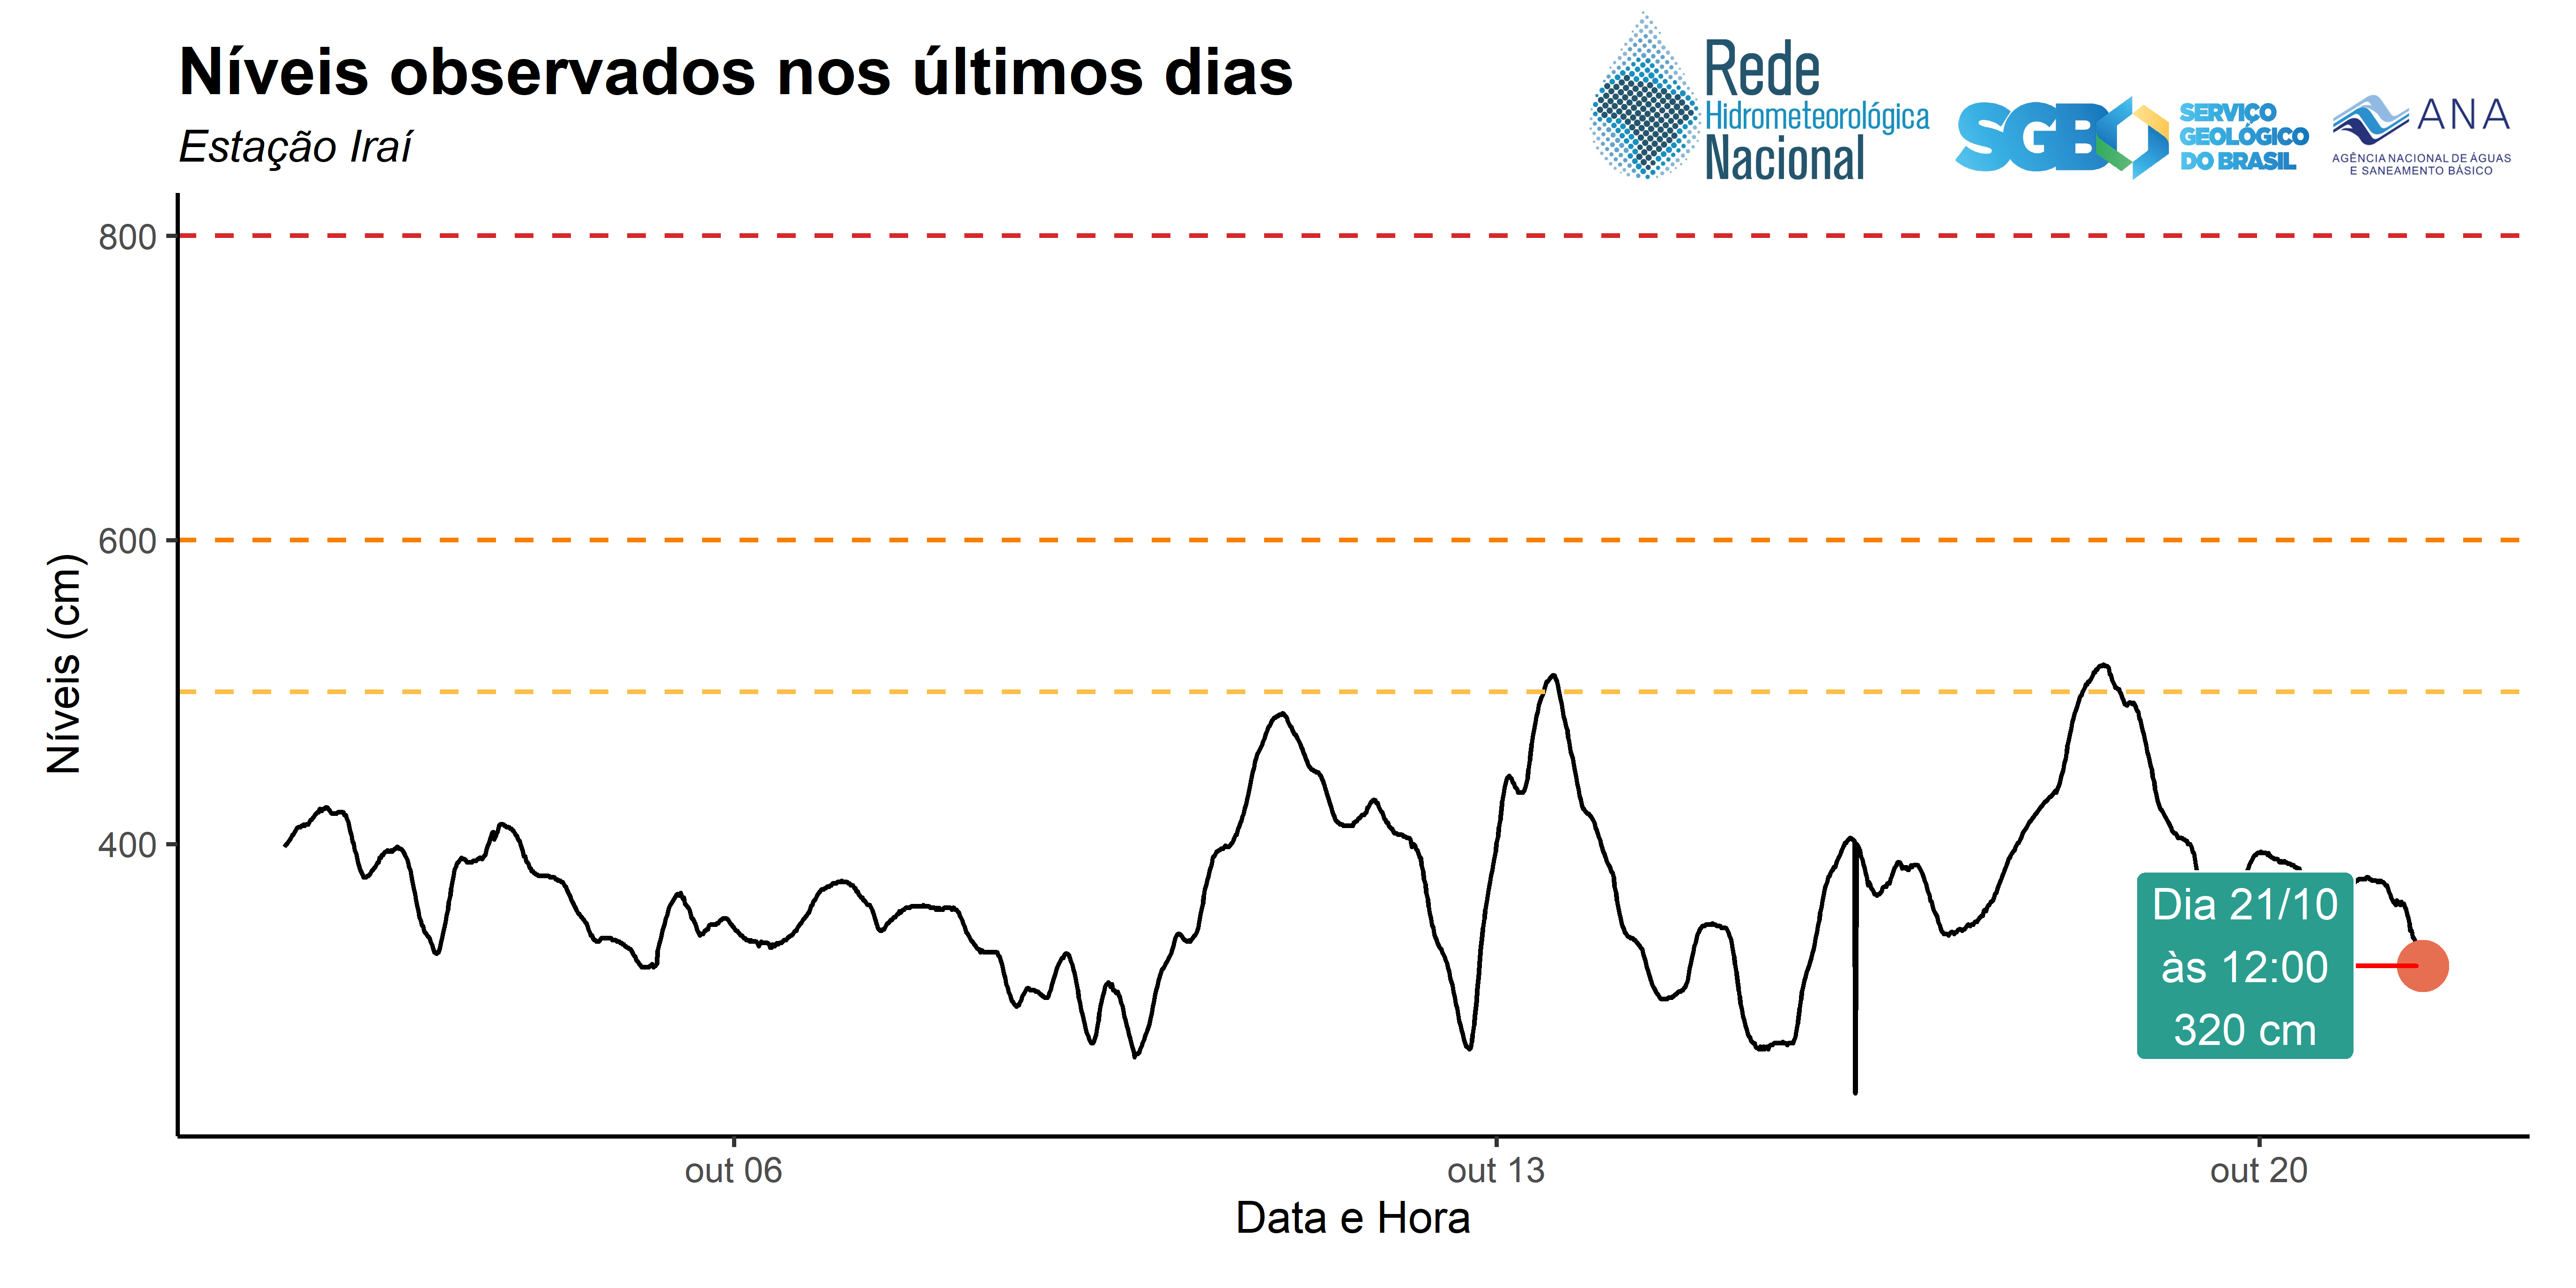 Níveis observados nos últimos dias
Estação Iraí
Rede
Hidrometeorológica
Nacional
SGB
SERVIÇO
GEOLÓGICO
DO BRASIL
ANA
AGÊNCIA NACIONAL DE ÁGUAS
E SANEAMENTO BÁSICO
800
600
400
Níveis (cm)
Dia 21/10
às 12:00
320 cm
out 06
out 13
out 20
Data e Hora